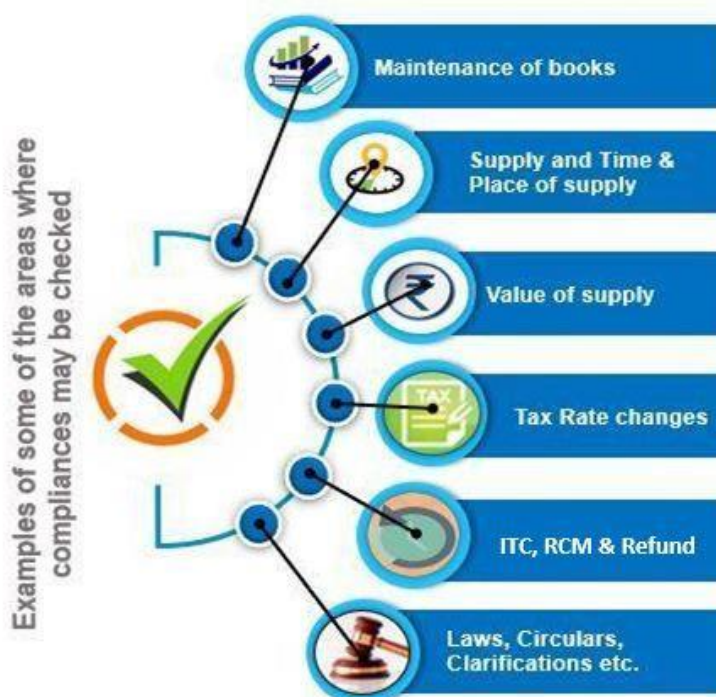 Examples of some of the areas where
compliances may be checked
Maintenance of books
Supply and Time &
Place of supply
₹
Value of supply
TAX
Tax Rate changes
ITC, RCM & Refund
Laws, Circulars,
Clarifications etc.